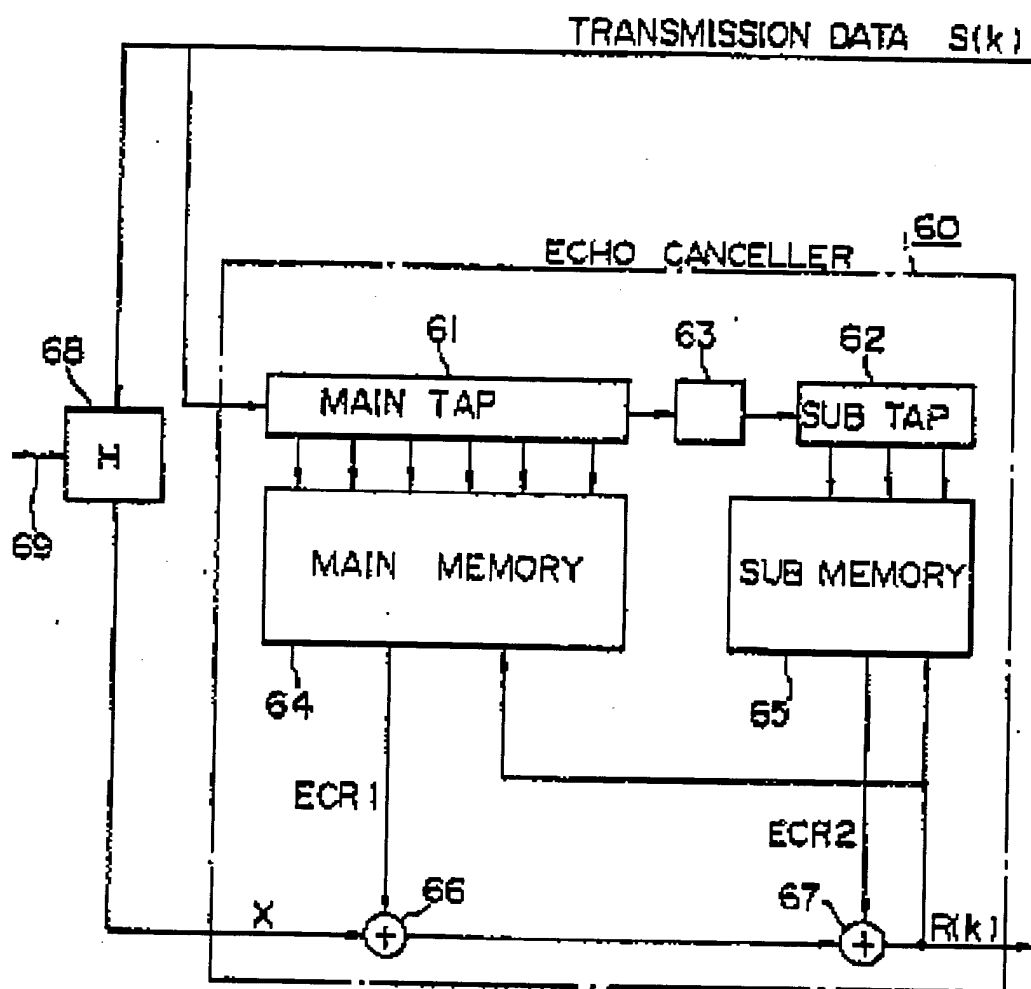 TRANSMISSION DATA S(k)
60
ECHO CANCELLER
61
63
62
68
MAIN TAP
SUB TAP
H
69
MAIN MEMORY
SUB MEMORY
64
65
ECR1
ECR2
X
66
67
R(k)